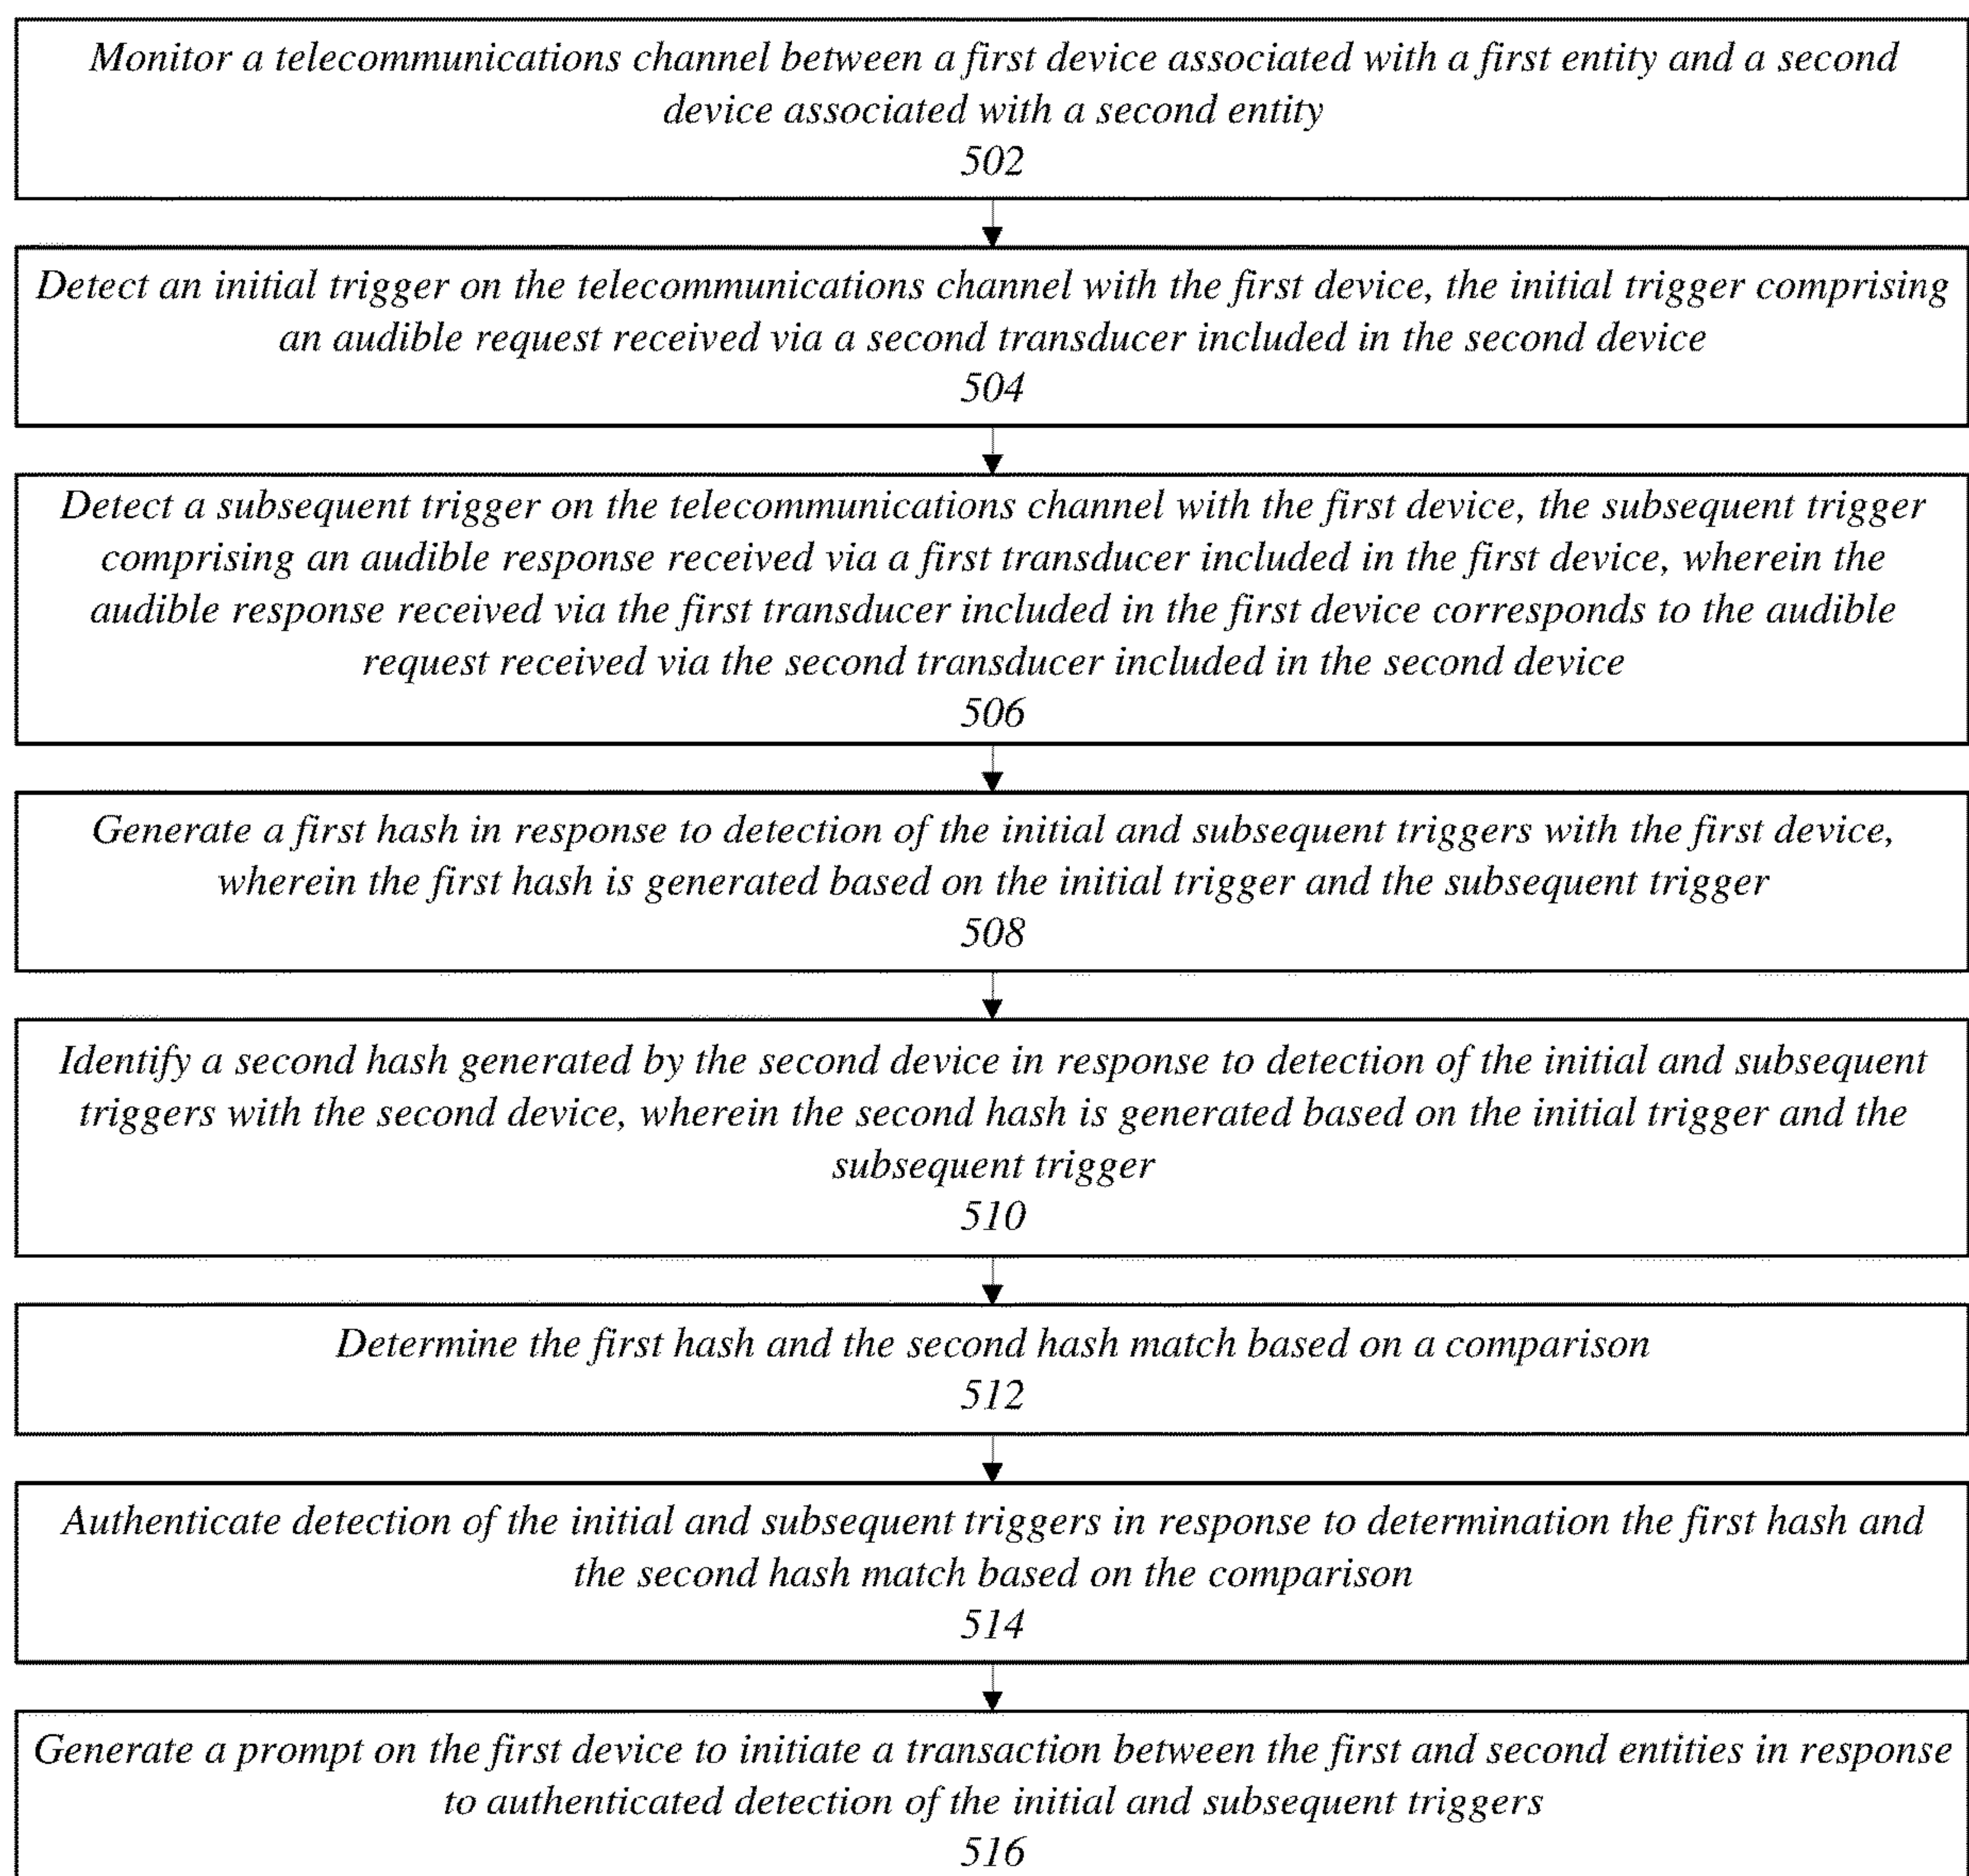 Monitor a telecommunications channel between a first device associated with a first entity and a second
device associated with a second entity
502
Detect an initial trigger on the telecommunications channel with the first device, the initial trigger comprising
an audible request received via a second transducer included in the second device
504
Detect a subsequent trigger on the telecommunications channel with the first device, the subsequent trigger
comprising an audible response received via a first transducer included in the first device, wherein the
audible response received via the first transducer included in the first device corresponds to the audible
request received via the second transducer included in the second device
506
Generate a first hash in response to detection of the initial and subsequent triggers with the first device,
wherein the first hash is generated based on the initial trigger and the subsequent trigger
508
Identify a second hash generated by the second device in response to detection of the initial and subsequent
triggers with the second device, wherein the second hash is generated based on the initial trigger and the
subsequent trigger
510
Determine the first hash and the second hash match based on a comparison
512
Authenticate detection of the initial and subsequent triggers in response to determination the first hash and
the second hash match based on the comparison
514
Generate a prompt on the first device to initiate a transaction between the first and second entities in response
to authenticated detection of the initial and subsequent triggers
516